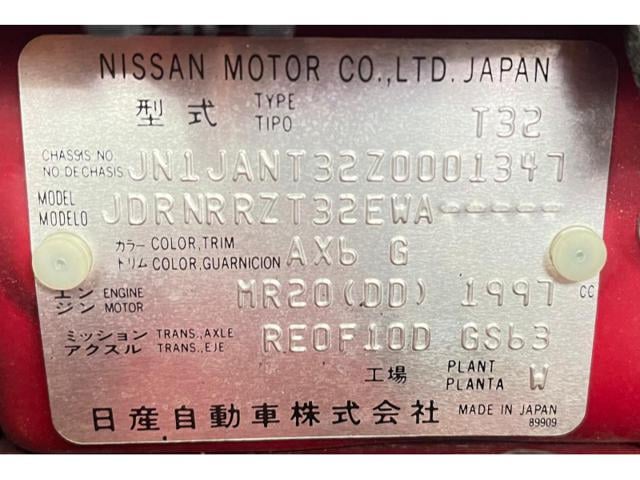 NISSAN MOTOR CO.,LTD. JAPAN
型式 TYPE TIPO T32
CHASSIS NO. NO DE CHASIS JN1JANT32Z0001347
MODEL MODELO JDRNRRZT32EWA-----
カラー COLOR,TRIM トリム COLOR,GUARNICION AX6 G
エンジン ENGINE MOTOR MR20(DD) 1997 CC
ミッション TRANS.,AXLE アクスル TRANS.,EJE RE0F10D GS63
工場 PLANT PLANTA W
日産自動車株式会社 MADE IN JAPAN
89909